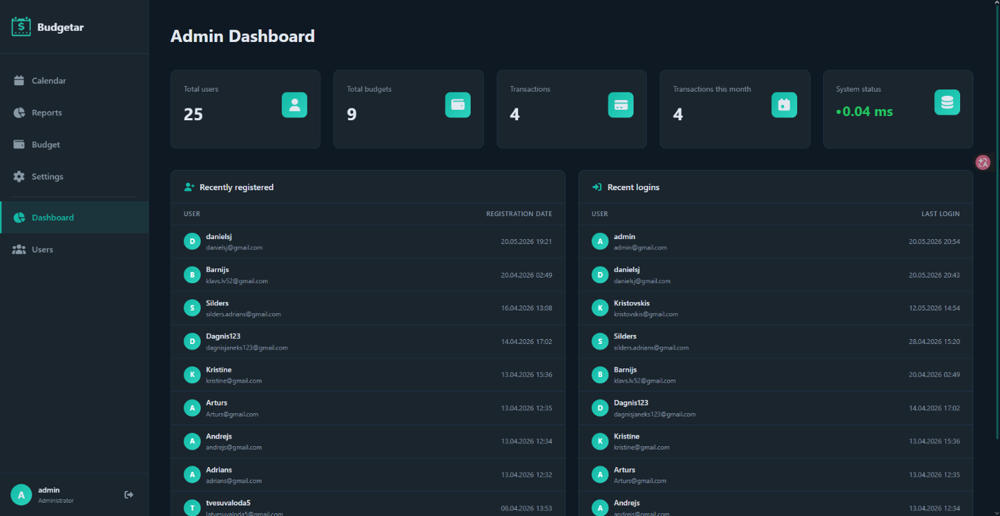 Budgetar
Calendar
Reports
Budget
Settings
Dashboard
Users
admin
Administrator
A
Admin Dashboard
Total users
25
Total budgets
9
Transactions
4
Transactions this month
4
System status
•0.04 ms
Recently registered
USER REGISTRATION DATE
D danielsj
danielsj@gmail.com
20.05.2026 19:21
B Barnijs
klavs.lv52@gmail.com
20.04.2026 02:49
S Silders
silders.adrians@gmail.com
16.04.2026 13:08
D Dagnis123
dagnisjaneks123@gmail.com
14.04.2026 17:02
K Kristine
kristine@gmail.com
13.04.2026 15:36
A Arturs
Arturs@gmail.com
13.04.2026 12:35
A Andrejs
andrejs@gmail.com
13.04.2026 12:34
A Adrians
adrians@gmail.com
13.04.2026 12:32
T tvesuvaloda5
latvesuvaloda5@gmail.com
08.04.2026 13:53
Recent logins
USER LAST LOGIN
A admin
admin@gmail.com
20.05.2026 20:54
D danielsj
danielsj@gmail.com
20.05.2026 20:43
K Kristovskis
kristovskis@gmail.com
12.05.2026 14:54
S Silders
silders.adrians@gmail.com
28.04.2026 15:20
B Barnijs
klavs.lv52@gmail.com
20.04.2026 02:49
D Dagnis123
dagnisjaneks123@gmail.com
14.04.2026 17:02
K Kristine
kristine@gmail.com
13.04.2026 15:36
A Arturs
Arturs@gmail.com
13.04.2026 12:35
A Andrejs
andrejs@gmail.com
13.04.2026 12:34